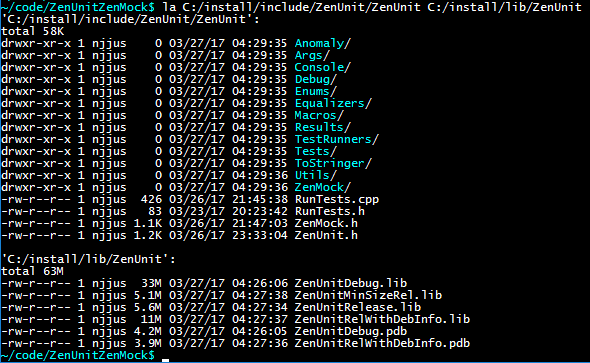 ~/code/ZenUnitZenMock$ la C:/install/include/ZenUnit/ZenUnit C:/install/lib/ZenUnit
'C:/install/include/ZenUnit/ZenUnit':
total 58K
drwxr-xr-x 1 njjus    0 03/27/17 04:29:35 Anomaly/
drwxr-xr-x 1 njjus    0 03/27/17 04:29:35 Args/
drwxr-xr-x 1 njjus    0 03/27/17 04:29:35 Console/
drwxr-xr-x 1 njjus    0 03/27/17 04:29:35 Debug/
drwxr-xr-x 1 njjus    0 03/27/17 04:29:35 Enums/
drwxr-xr-x 1 njjus    0 03/27/17 04:29:35 Equalizers/
drwxr-xr-x 1 njjus    0 03/27/17 04:29:35 Macros/
drwxr-xr-x 1 njjus    0 03/27/17 04:29:35 Results/
drwxr-xr-x 1 njjus    0 03/27/17 04:29:35 TestRunners/
drwxr-xr-x 1 njjus    0 03/27/17 04:29:35 Tests/
drwxr-xr-x 1 njjus    0 03/27/17 04:29:35 ToStringer/
drwxr-xr-x 1 njjus    0 03/27/17 04:29:36 Utils/
drwxr-xr-x 1 njjus    0 03/27/17 04:29:36 ZenMock/
-rw-r--r-- 1 njjus  426 03/26/17 21:45:38 RunTests.cpp
-rw-r--r-- 1 njjus   83 03/23/17 20:23:42 RunTests.h
-rw-r--r-- 1 njjus 1.1K 03/26/17 21:47:03 ZenMock.h
-rw-r--r-- 1 njjus 1.2K 03/26/17 23:33:04 ZenUnit.h
'C:/install/lib/ZenUnit':
total 63M
-rw-r--r-- 1 njjus  33M 03/27/17 04:26:06 ZenUnitDebug.lib
-rw-r--r-- 1 njjus 5.1M 03/27/17 04:27:38 ZenUnitMinSizeRel.lib
-rw-r--r-- 1 njjus 5.6M 03/27/17 04:27:34 ZenUnitRelease.lib
-rw-r--r-- 1 njjus  11M 03/27/17 04:27:37 ZenUnitRelWithDebInfo.lib
-rw-r--r-- 1 njjus 4.2M 03/27/17 04:26:05 ZenUnitDebug.pdb
-rw-r--r-- 1 njjus 3.9M 03/27/17 04:27:36 ZenUnitRelWithDebInfo.pdb
~/code/ZenUnitZenMock$